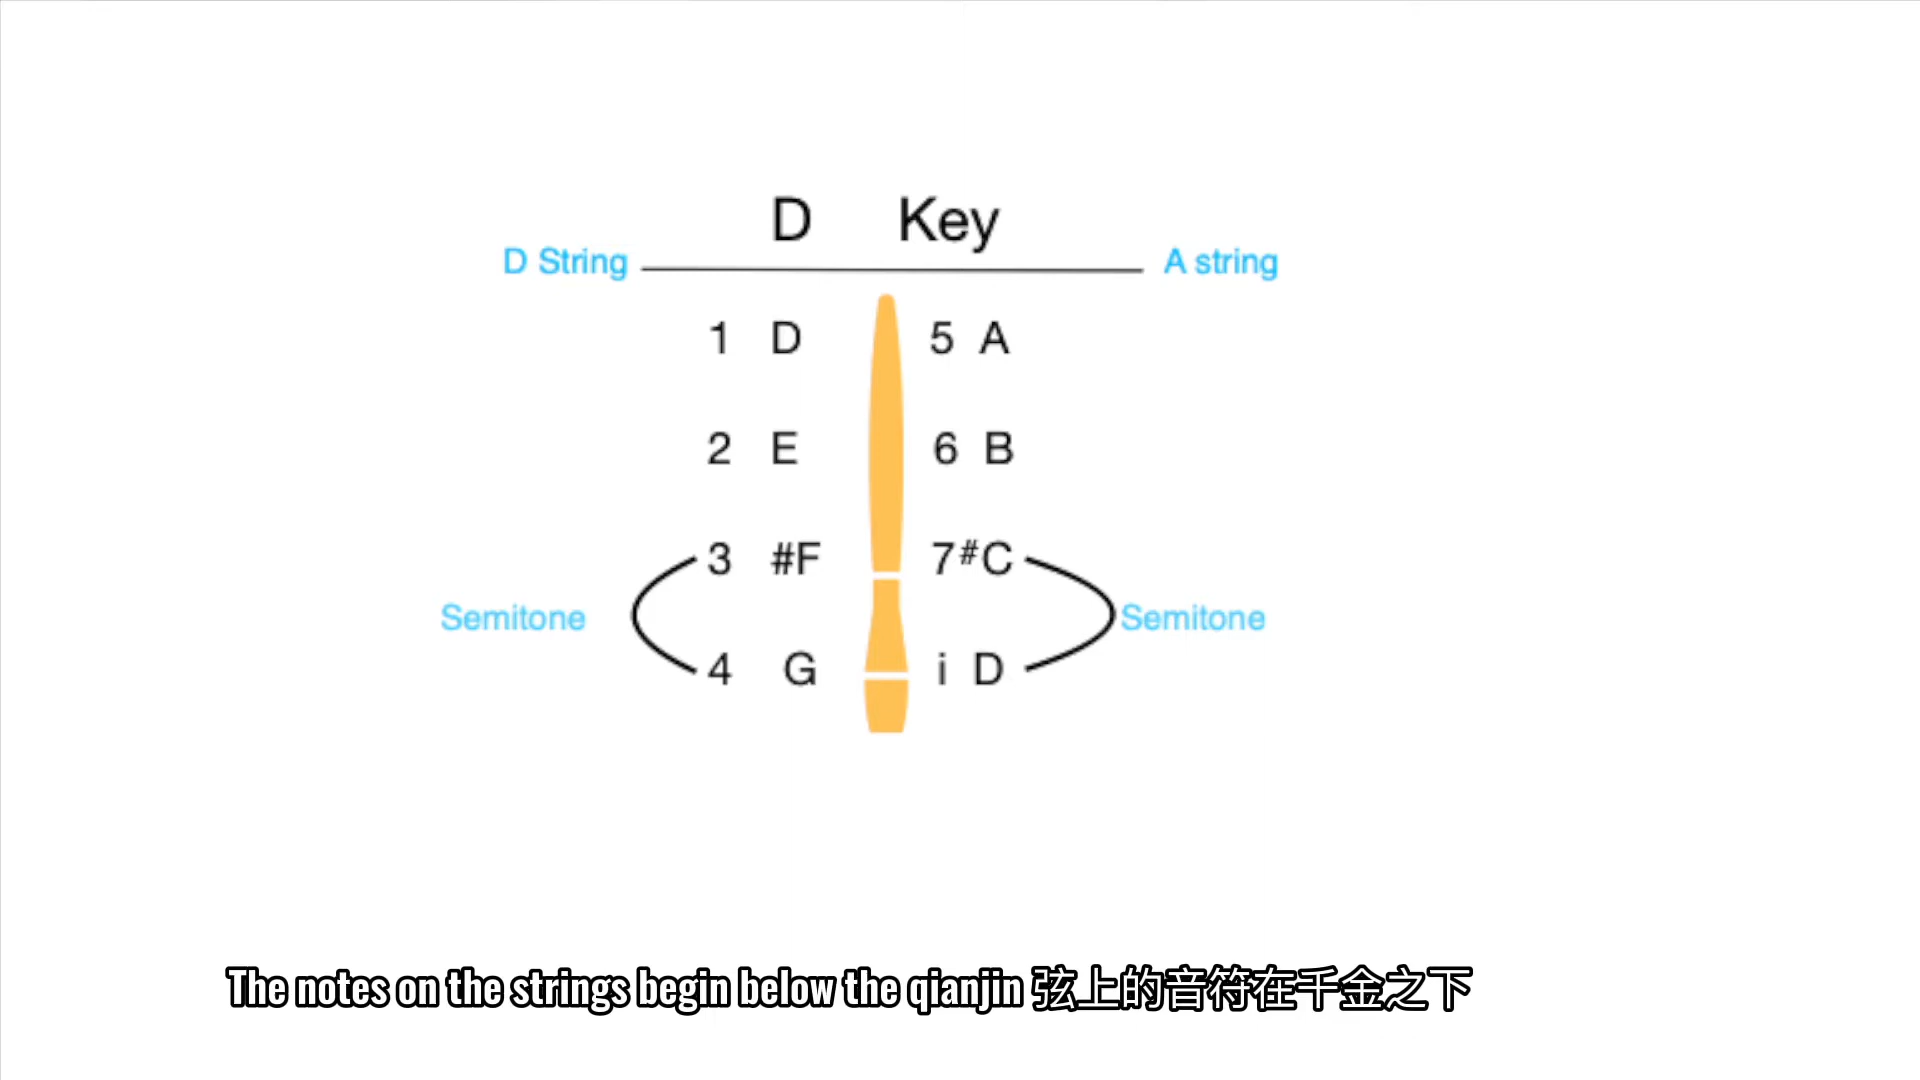 D Key
D String A string
1 D 5 A
2 E 6 B
3 #F 7#C
Semitone Semitone
4 G i D
The notes on the strings begin below the qianjin 弦上的音符在千金之下